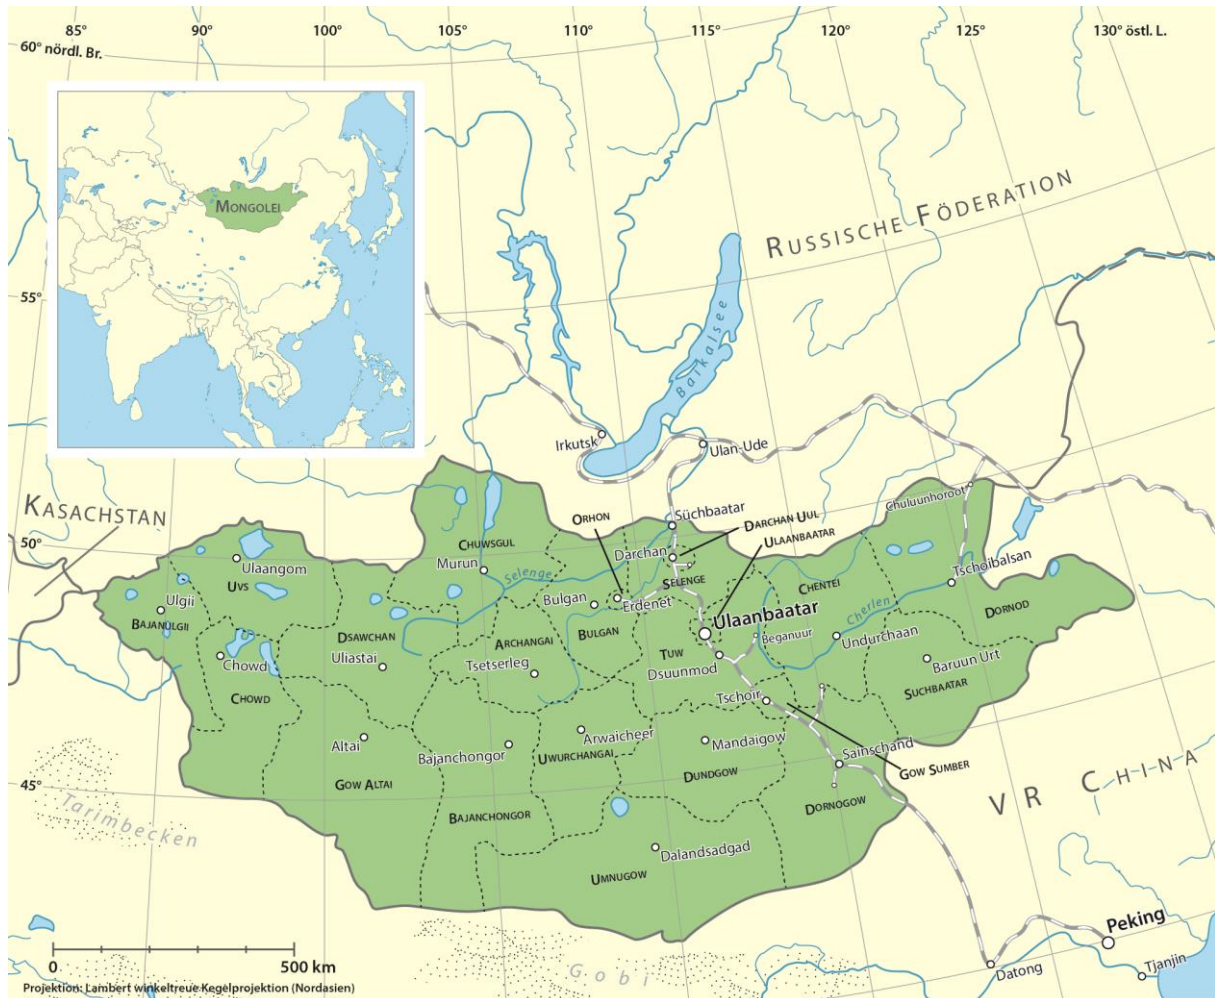 85°
90°
95°
100°
105°
110°
115°
120°
125°
130° östl. L.
60° nördl. Br.
MONGOLEI
RUSSISCHE FÖDERATION
55°
Baikalsee
Irkutsk
Ulan-Ude
KASACHSTAN
50°
ORHON
Süchbaatar
DARCHAN UUL
ULAANBAATAR
Chuluunhoroot
CHUWSGUL
Darchan
Ulaangom
Murun
Selenge
SELENGE
CHENTEI
Tschoibalsan
UVS
Ulgii
Bulgan
Erdenet
Cherlen
DORNOD
BAJANULGII
DSAWCHAN
ARCHANGAI
BULGAN
Ulaanbaatar
Beganuur
Undurchaan
Chowd
Uliastai
Tsetserleg
TUW
Dsuunmod
Baruun Urt
CHOWD
Tschoir
SUCHBAATAR
Altai
Bajanchongor
Arwaicheer
Mandaigow
UWURCHANGAI
Sainschand
GOW SUMBER
45°
GOW ALTAI
DUNDGOW
VR CHINA
Tarimbecken
BAJANCHONGOR
DORNOGOW
Dalandsadgad
UMNUGOW
Peking
0
500 km
Gobi
Datong
Tjanjin
Projektion: Lambert winkeltreue Kegelprojektion (Nordasien)